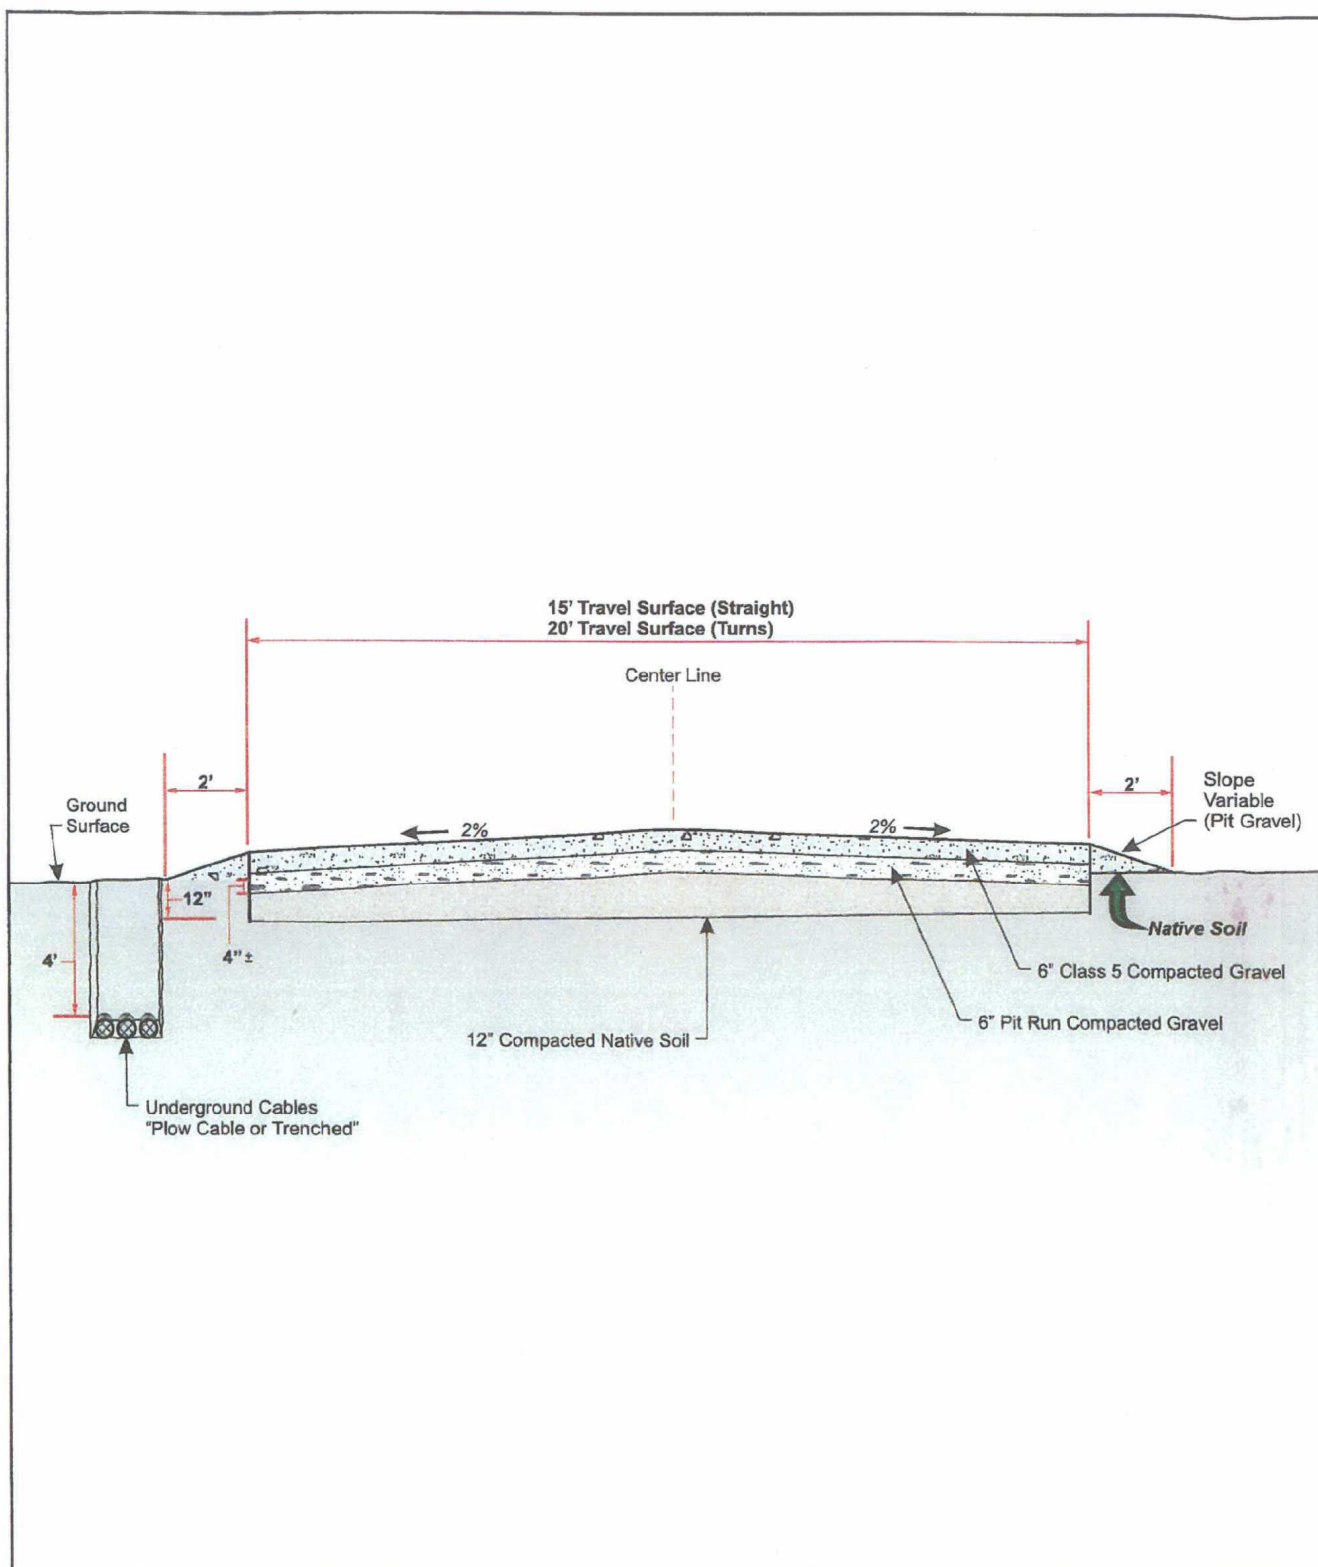 15' Travel Surface (Straight)
20' Travel Surface (Turns)
Center Line
2'
2'
Slope
Variable
(Pit Gravel)
Ground
Surface
2%
2%
12"
4"±
4'
Native Soil
6" Class 5 Compacted Gravel
6" Pit Run Compacted Gravel
12" Compacted Native Soil
Underground Cables
"Plow Cable or Trenched"